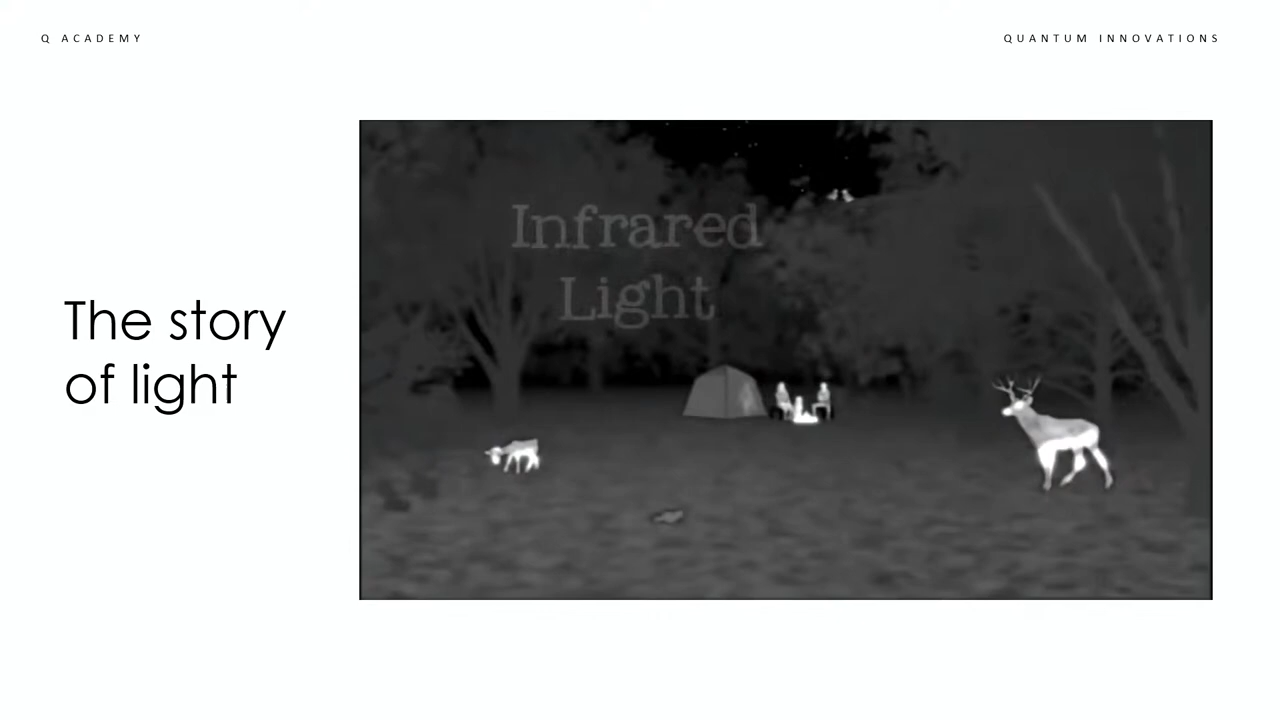 Q ACADEMY
QUANTUM INNOVATIONS
The story
of light
Infrared
Light